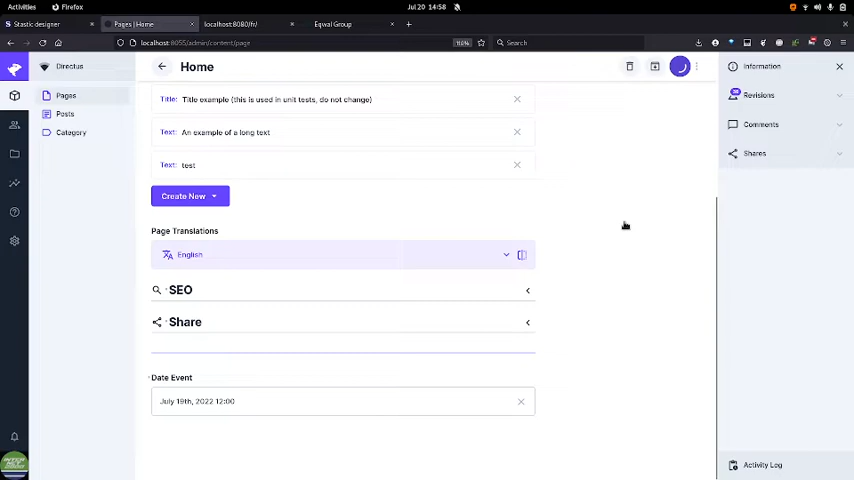 Activities
Firefox
Jul 20 14:58
Stastic designer
Pages | Home
localhost:8080/fr/
Eqwal Group
localhost:8055/admin/content/page
110%
Search
Directus
Home
Information
Pages
Posts
Category
Title: Title example (this is used in unit tests, do not change)
Text: An example of a long text
Text: test
Create New
Page Translations
English
SEO
Share
Date Event
July 19th, 2022 12:00
Revisions
Comments
Shares
Activity Log